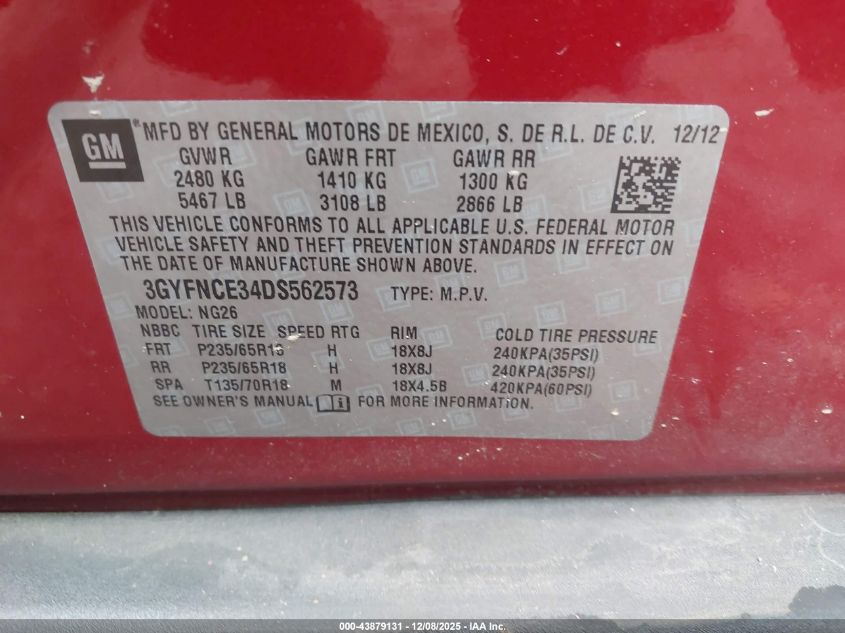 GM ® MFD BY GENERAL MOTORS DE MEXICO, S. DE R.L. DE C.V. 12/12
GVWR GAWR FRT GAWR RR
2480 KG 1410 KG 1300 KG
5467 LB 3108 LB 2866 LB
THIS VEHICLE CONFORMS TO ALL APPLICABLE U.S. FEDERAL MOTOR
VEHICLE SAFETY AND THEFT PREVENTION STANDARDS IN EFFECT ON
THE DATE OF MANUFACTURE SHOWN ABOVE.
3GYFNCE34DS562573 TYPE: M.P.V.
MODEL: NG26
NBBC TIRE SIZE SPEED RTG RIM COLD TIRE PRESSURE
FRT P235/65R18 H 18X8J 240KPA(35PSI)
RR P235/65R18 H 18X8J 240KPA(35PSI)
SPA T135/70R18 M 18X4.5B 420KPA(60PSI)
SEE OWNER'S MANUAL i FOR MORE INFORMATION.
000-43879131 - 12/08/2025 - IAA Inc.